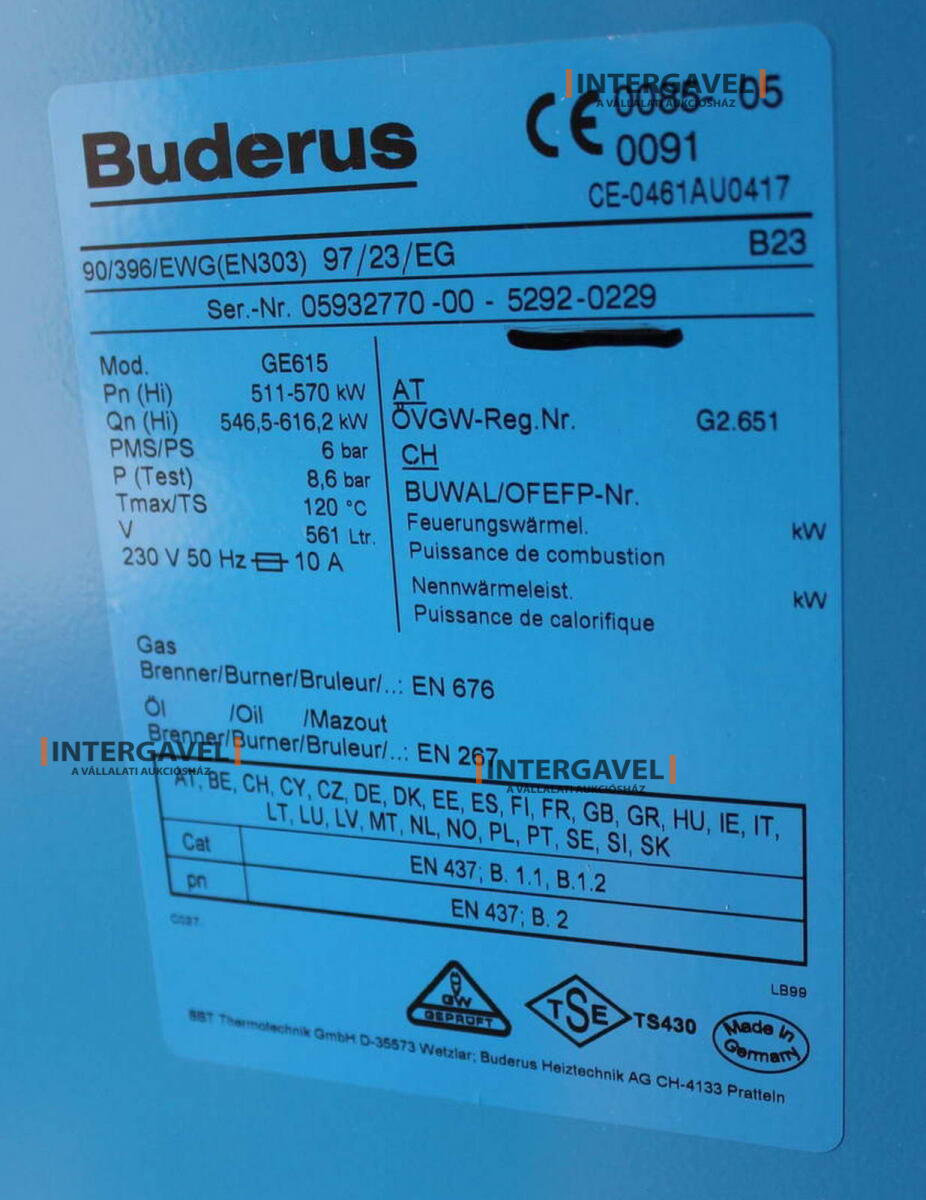 INTERGAVEL
A VÁLLALATI AUKCIÓSHÁZ
Buderus
CE 0085- 05
0091
CE-0461AU0417
90/396/EWG(EN303) 97/23/EG B23
Ser.-Nr. 05932770-00 - 5292-0229
Mod. GE615
Pn (Hi) 511-570 kW
Qn (Hi) 546,5-616,2 kW
PMS/PS 6 bar
P (Test) 8,6 bar
Tmax/TS 120 °C
V 561 Ltr.
230 V 50 Hz 10 A
AT
ÖVGW-Reg.Nr. G2.651
CH
BUWAL/OFEFP-Nr.
Feuerungswärmel. kW
Puissance de combustion
Nennwärmeleist. kW
Puissance de calorifique
Gas
Brenner/Burner/Bruleur/..: EN 676
Öl /Oil /Mazout
Brenner/Burner/Bruleur/..: EN 267
INTERGAVEL
A VÁLLALATI AUKCIÓSHÁZ
INTERGAVEL
A VÁLLALATI AUKCIÓSHÁZ
AT, BE, CH, CY, CZ, DE, DK, EE, ES, FI, FR, GB, GR, HU, IE, IT,
LT, LU, LV, MT, NL, NO, PL, PT, SE, SI, SK
Cat EN 437; B. 1.1, B.1.2
pn EN 437; B. 2
LB99
GW
GEPRÜFT
TSE TS430
Made in
Germany
BBT Thermotechnik GmbH D-35573 Wetzlar; Buderus Heiztechnik AG CH-4133 Pratteln